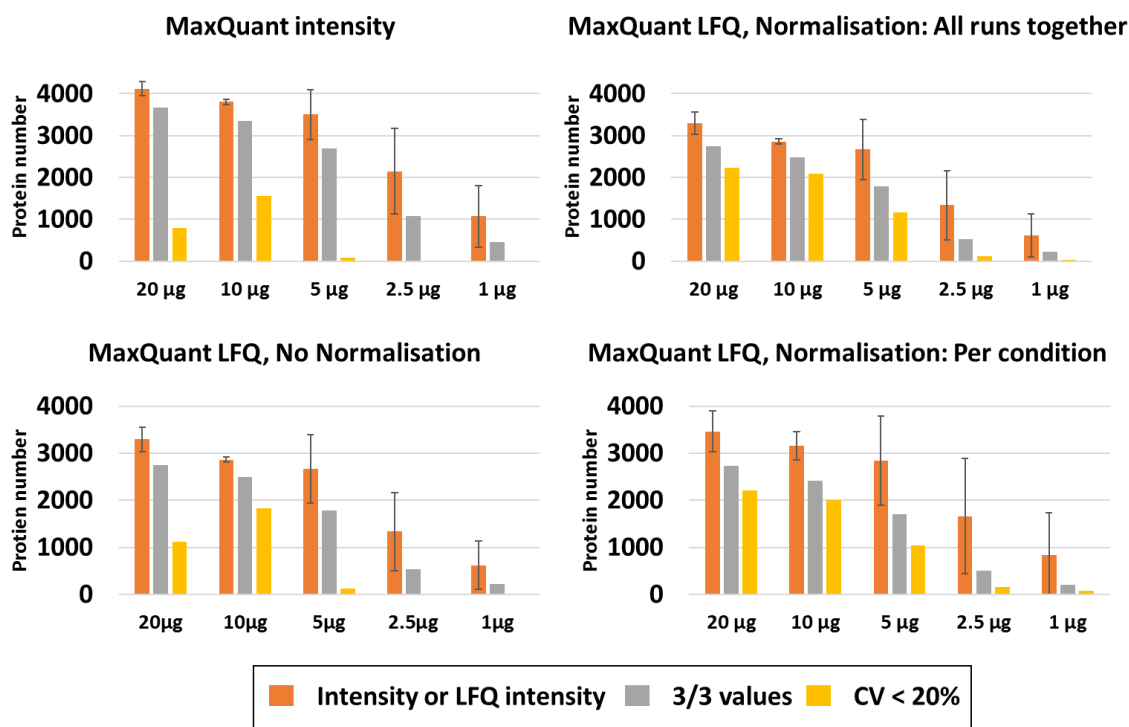 MaxQuant intensity
Protein number
4000
3000
2000
1000
0
20 µg 10 µg 5 µg 2.5 µg 1 µg
MaxQuant LFQ, Normalisation: All runs together
Protein number
4000
3000
2000
1000
0
20 µg 10 µg 5 µg 2.5 µg 1 µg
MaxQuant LFQ, No Normalisation
Protien number
4000
3000
2000
1000
0
20µg 10µg 5µg 2.5µg 1µg
MaxQuant LFQ, Normalisation: Per condition
Protein number
4000
3000
2000
1000
0
20 µg 10 µg 5 µg 2.5 µg 1 µg
Intensity or LFQ intensity 3/3 values CV < 20%